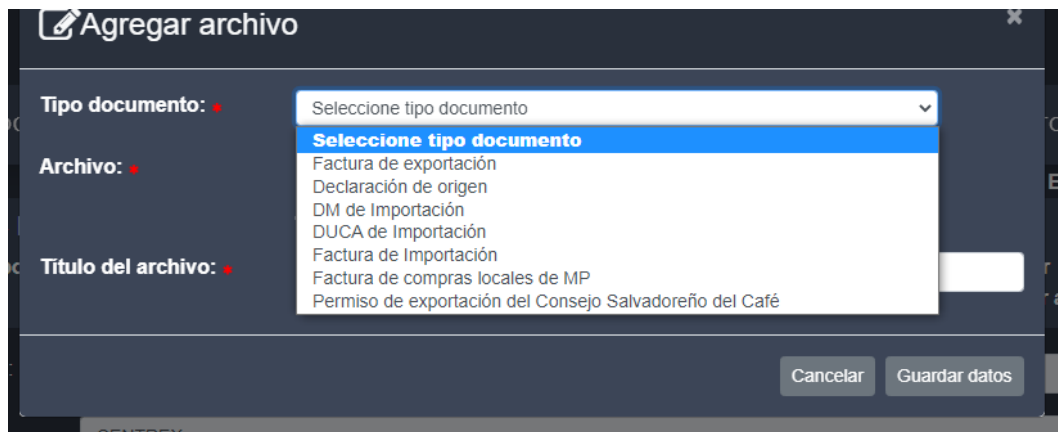 Agregar archivo
Tipo documento:
Seleccione tipo documento
Seleccione tipo documento
Factura de exportación
Declaración de origen
DM de Importación
DUCA de Importación
Factura de Importación
Factura de compras locales de MP
Permiso de exportación del Consejo Salvadoreño del Café
Archivo:
Título del archivo:
Cancelar
Guardar datos